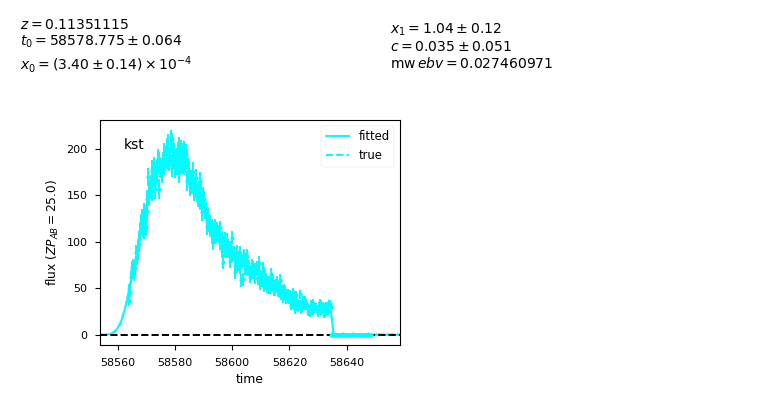 z = 0.11351115
t₀ = 58578.775 ± 0.064
x₀ = (3.40 ± 0.14) × 10⁻⁴
x₁ = 1.04 ± 0.12
c = 0.035 ± 0.051
mw ebv = 0.027460971
kst
fitted
true
200
150
100
50
0
flux (ZP_AB = 25.0)
58560 58580 58600 58620 58640
time